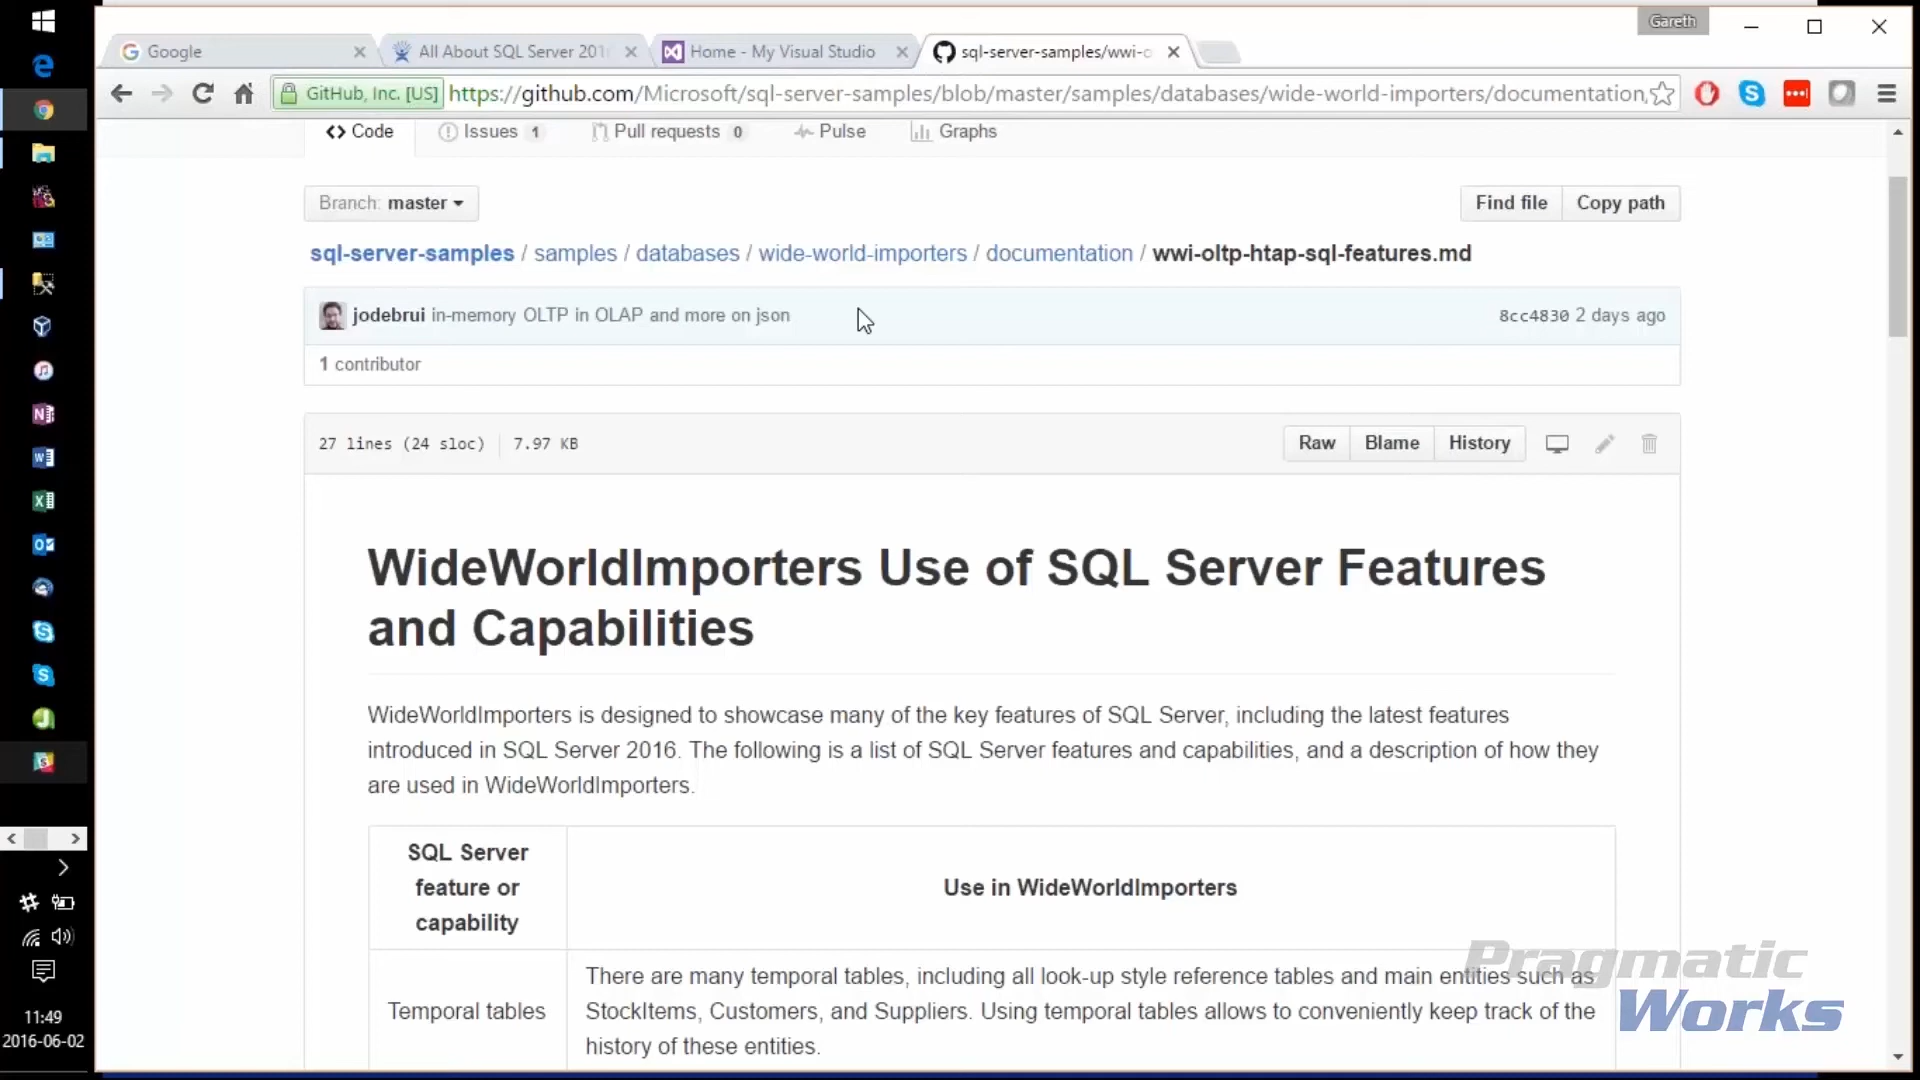 Gareth
Google
All About SQL Server 201
Home - My Visual Studio
sql-server-samples/wwi-o
GitHub, Inc. [US]
https://github.com/Microsoft/sql-server-samples/blob/master/samples/databases/wide-world-importers/documentation/
Code
Issues 1
Pull requests 0
Pulse
Graphs
Branch: master
Find file
Copy path
sql-server-samples / samples / databases / wide-world-importers / documentation / wwi-oltp-htap-sql-features.md
jodebrui in-memory OLTP in OLAP and more on json
8cc4830 2 days ago
1 contributor
27 lines (24 sloc)
7.97 KB
Raw
Blame
History
WideWorldImporters Use of SQL Server Features
and Capabilities
WideWorldImporters is designed to showcase many of the key features of SQL Server, including the latest features
introduced in SQL Server 2016. The following is a list of SQL Server features and capabilities, and a description of how they
are used in WideWorldImporters.
SQL Server
feature or
capability
Use in WideWorldImporters
Temporal tables
There are many temporal tables, including all look-up style reference tables and main entities such as
StockItems, Customers, and Suppliers. Using temporal tables allows to conveniently keep track of the
history of these entities.
Pragmatic
Works
11:49
2016-06-02